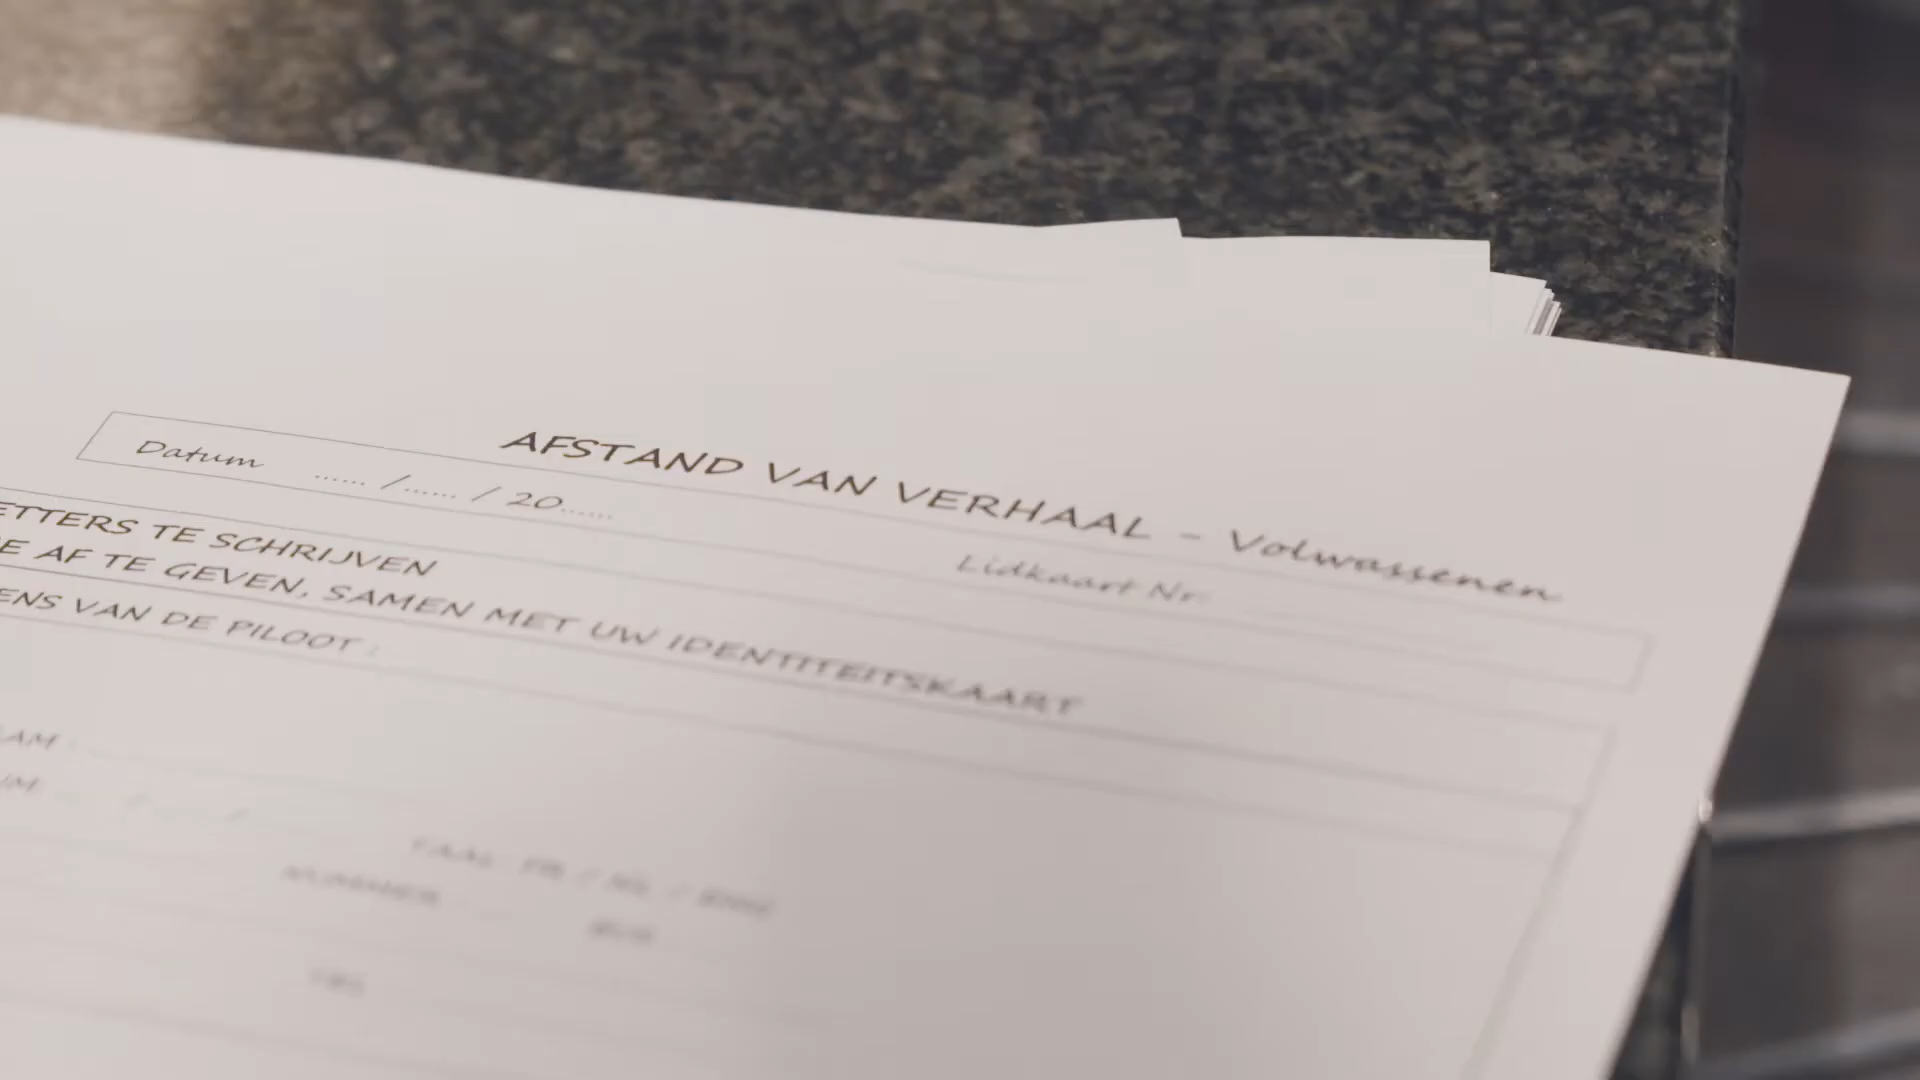 AFSTAND VAN VERHAAL - Volwassenen
Datum ...... /...... / 20......
Lidkaart Nr.
ETTERS TE SCHRIJVEN
E AF TE GEVEN, SAMEN MET UW IDENTITEITSKAART
ENS VAN DE PILOOT :
AM :
UM
TAAL: FR / NL / ENG
NUMMER
BUS